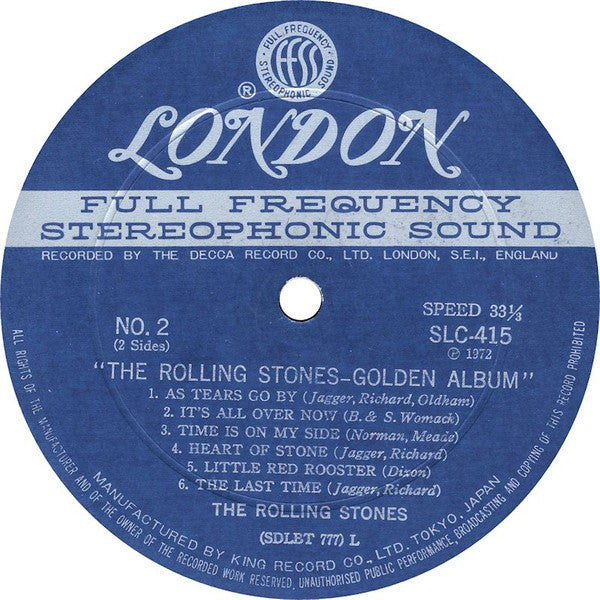 FULL FREQUENCY
STEREOPHONIC SOUND
FFSS
®
LONDON
FULL FREQUENCY
STEREOPHONIC SOUND
RECORDED BY THE DECCA RECORD CO., LTD. LONDON, S.E.I., ENGLAND
NO. 2
(2 Sides)
SPEED 33⅓
SLC-415
Ⓟ 1972
"THE ROLLING STONES-GOLDEN ALBUM"
1. AS TEARS GO BY (Jagger, Richard, Oldham)
2. IT'S ALL OVER NOW (B. & S. Womack)
3. TIME IS ON MY SIDE (Norman, Meade)
4. HEART OF STONE (Jagger, Richard)
5. LITTLE RED ROOSTER (Dixon)
6. THE LAST TIME (Jagger, Richard)
THE ROLLING STONES
(SDLBT 777) L
MANUFACTURED BY KING RECORD CO., LTD. TOKYO, JAPAN
ALL RIGHTS OF THE MANUFACTURER AND OF THE OWNER OF THE RECORDED WORK RESERVED, UNAUTHORISED PUBLIC PERFORMANCE, BROADCASTING AND COPYING OF THIS RECORD PROHIBITED